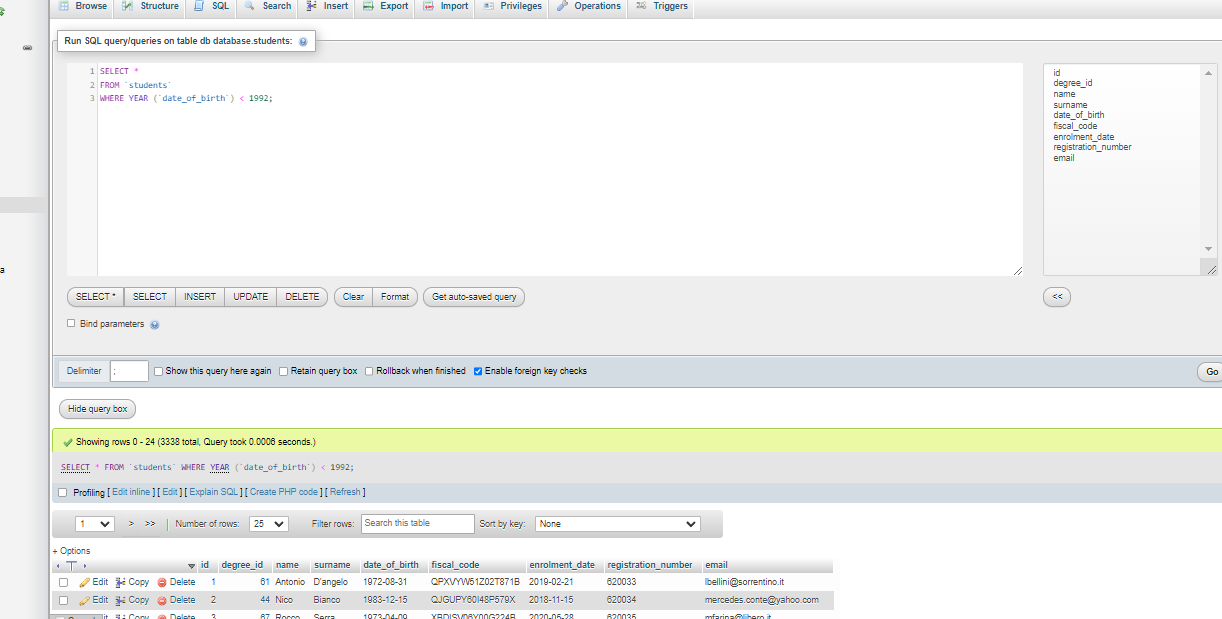 Browse Structure SQL Search Insert Export Import Privileges Operations Triggers
Run SQL query/queries on table db database.students:
1 SELECT *
2 FROM `students`
3 WHERE YEAR (`date_of_birth`) < 1992;
id
degree_id
name
surname
date_of_birth
fiscal_code
enrolment_date
registration_number
email
a
SELECT * SELECT INSERT UPDATE DELETE Clear Format Get auto-saved query <<
Bind parameters
Delimiter ; Show this query here again Retain query box Rollback when finished Enable foreign key checks Go
Hide query box
Showing rows 0 - 24 (3338 total, Query took 0.0006 seconds.)
SELECT * FROM `students` WHERE YEAR (`date_of_birth`) < 1992;
Profiling [ Edit inline ] [ Edit ] [ Explain SQL ] [ Create PHP code ] [ Refresh ]
1 > >> Number of rows: 25 Filter rows: Search this table Sort by key: None
+ Options
id degree_id name surname date_of_birth fiscal_code enrolment_date registration_number email
Edit Copy Delete 1 61 Antonio D'angelo 1972-08-31 QPXVYW51Z02T871B 2019-02-21 620033 lbellini@sorrentino.it
Edit Copy Delete 2 44 Nico Bianco 1983-12-15 QJGUPY60I48P579X 2018-11-15 620034 mercedes.conte@yahoo.com
Copy Delete 3 67 Rocco Serra 1973-04-09 XBDISV06Y00G224B 2020-05-28 620035 mfarina@libero.it